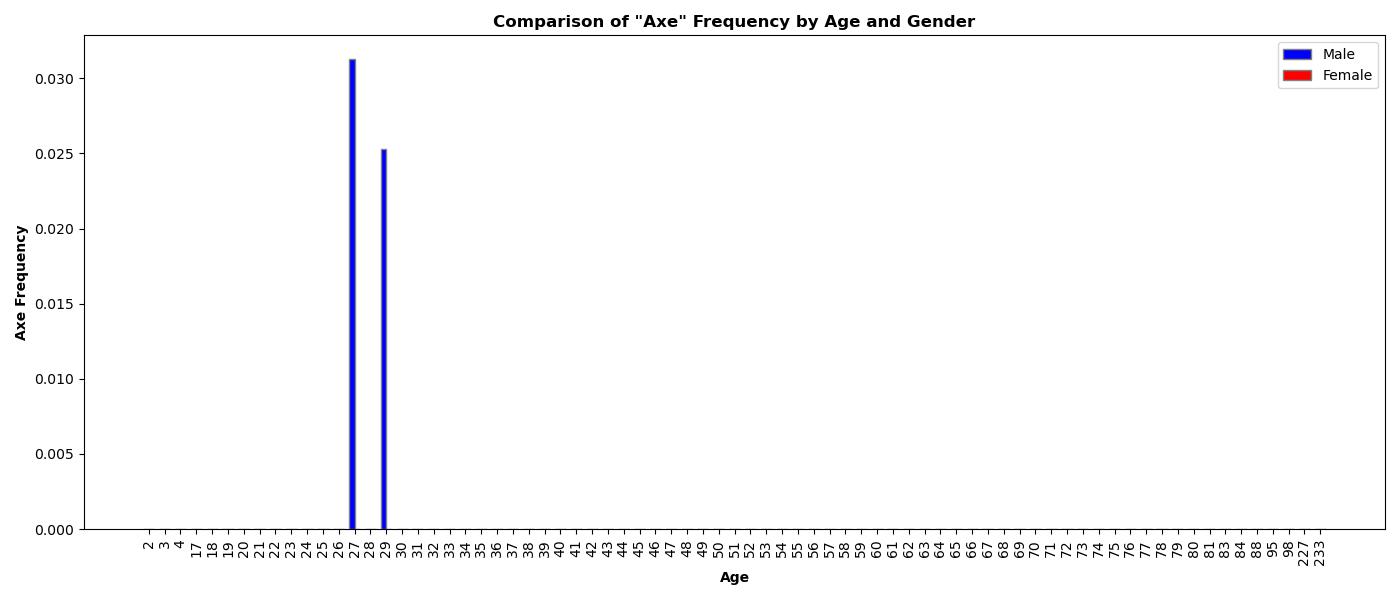 Comparison of "Axe" Frequency by Age and Gender
Male
Female
Axe Frequency
0.030
0.025
0.020
0.015
0.010
0.005
0.000
2 3 4 17 18 19 20 21 22 23 24 25 26 27 28 29 30 31 32 33 34 35 36 37 38 39 40 41 42 43 44 45 46 47 48 49 50 51 52 53 54 55 56 57 58 59 60 61 62 63 64 65 66 67 68 69 70 71 72 73 74 75 76 77 78 79 80 81 83 84 88 95 98 227 233
Age